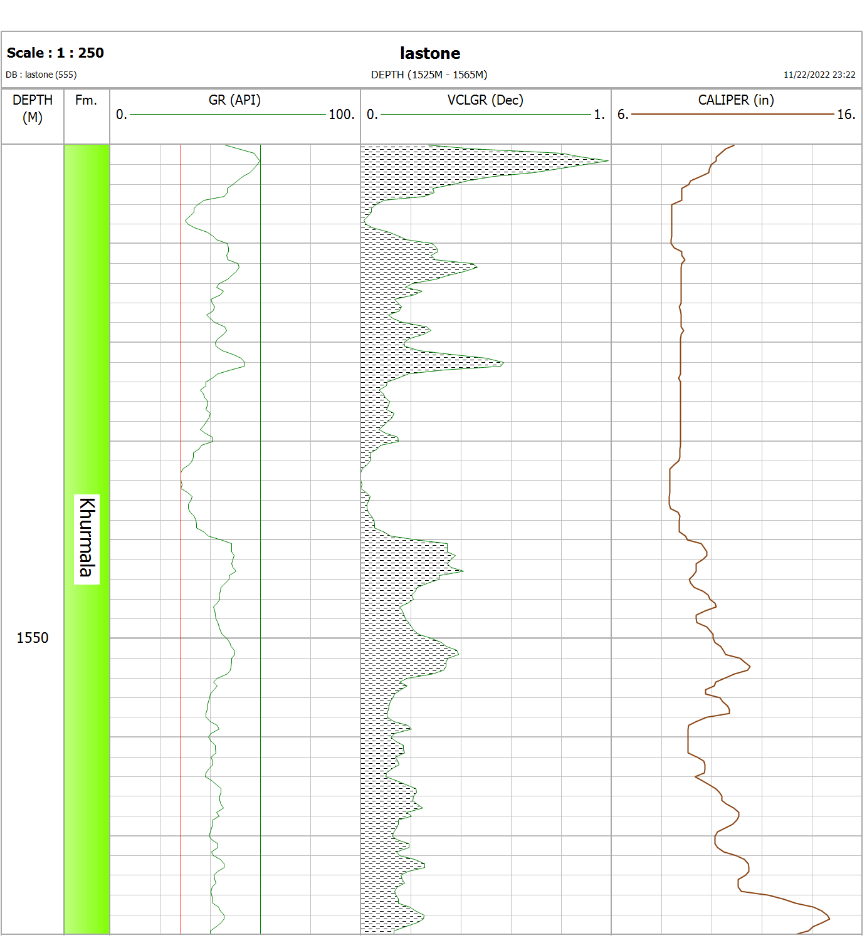 Scale : 1 : 250
lastone
DB : lastone (555)
DEPTH (1525M - 1565M)
11/22/2022 23:22
DEPTH
(M)
Fm.
GR (API)
0.
100.
VCLGR (Dec)
0.
1.
CALIPER (in)
6.
16.
Khurmala
1550